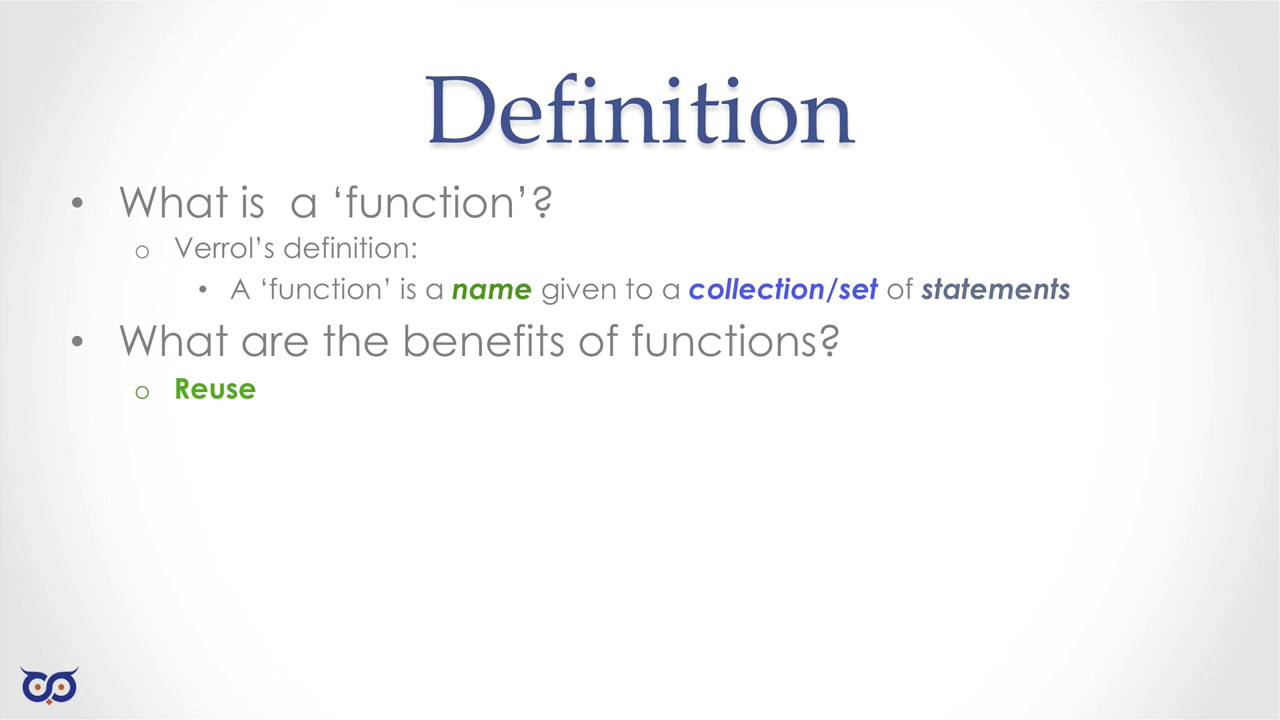 Definition
• What is  a ‘function’?
o Verrol’s definition:
• A ‘function’ is a name given to a collection/set of statements
• What are the benefits of functions?
o Reuse